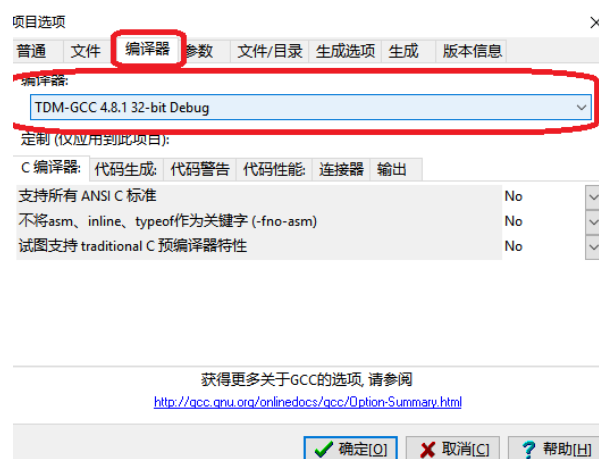 项目选项
普通 文件 编译器 参数 文件/目录 生成选项 生成 版本信息
编译器:
TDM-GCC 4.8.1 32-bit Debug
定制 (仅应用到此项目):
C 编译器: 代码生成: 代码警告 代码性能: 连接器 输出
支持所有 ANSI C 标准 No
不将asm、inline、typeof作为关键字 (-fno-asm) No
试图支持 traditional C 预编译器特性 No
获得更多关于GCC的选项, 请参阅
http://gcc.gnu.org/onlinedocs/gcc/Option-Summary.html
确定[O] 取消[C] 帮助[H]